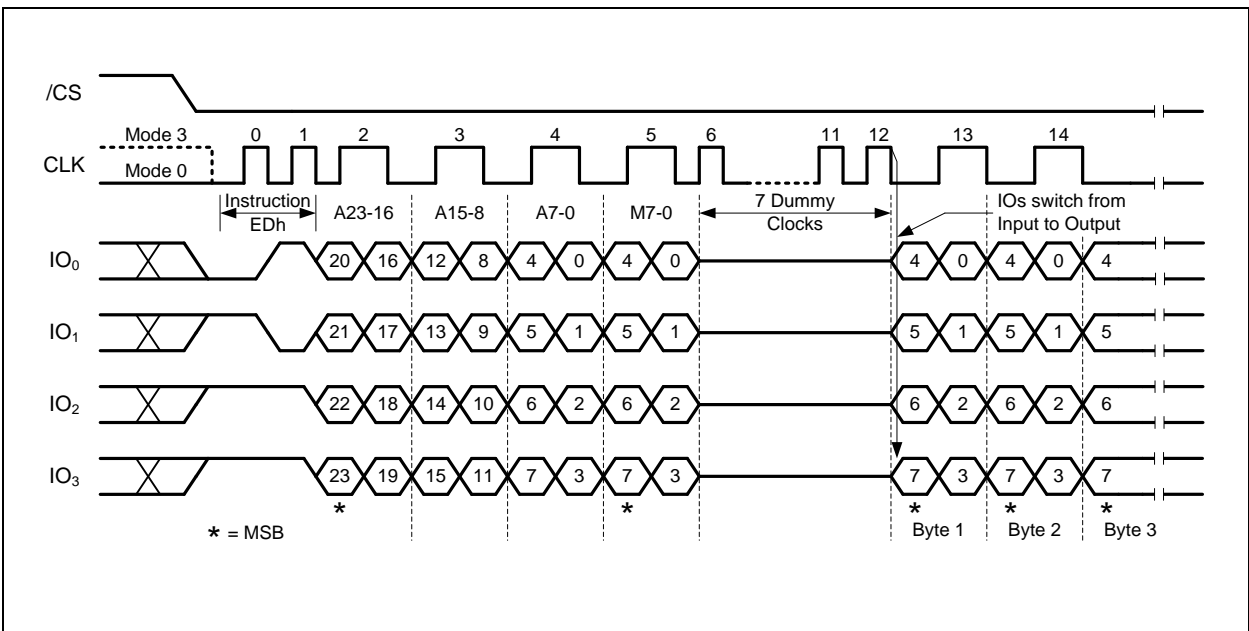 /CS
Mode 3 0 1 2 3 4 5 6 11 12 13 14
CLK
Mode 0
Instruction
EDh
A23-16 A15-8 A7-0 M7-0
7 Dummy
Clocks
IOs switch from
Input to Output
IO0 20 16 12 8 4 0 4 0 4 0 4 0 4
IO1 21 17 13 9 5 1 5 1 5 1 5 1 5
IO2 22 18 14 10 6 2 6 2 6 2 6 2 6
IO3 23 19 15 11 7 3 7 3 7 3 7 3 7
* * * * *
* = MSB
Byte 1 Byte 2 Byte 3